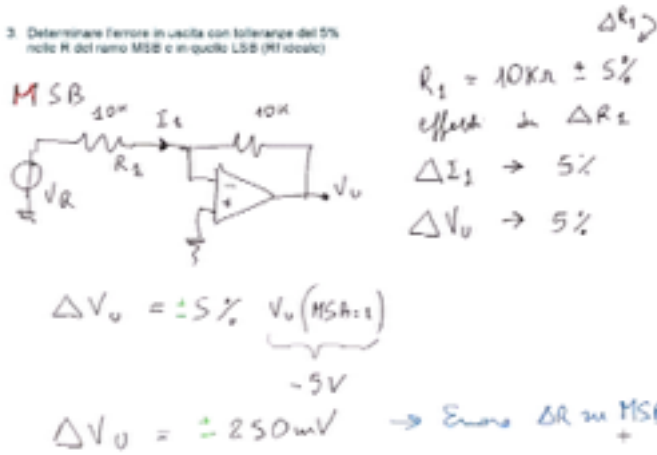 3. Determinare l'errore in uscita con tolleranze del 5%
nelle R del ramo MSB e in quello LSB (Rf ideale)
ΔR1
MSB
R1 = 10KΩ ± 5%
10K I1 10K
effetti di ΔR1
R1
ΔI1 → 5%
VR
- +
Vu
ΔVu → 5%
ΔVu = ±5% Vu(MSB=1)
-5V
ΔVu = ±250mV → Errore ΔR su MSB